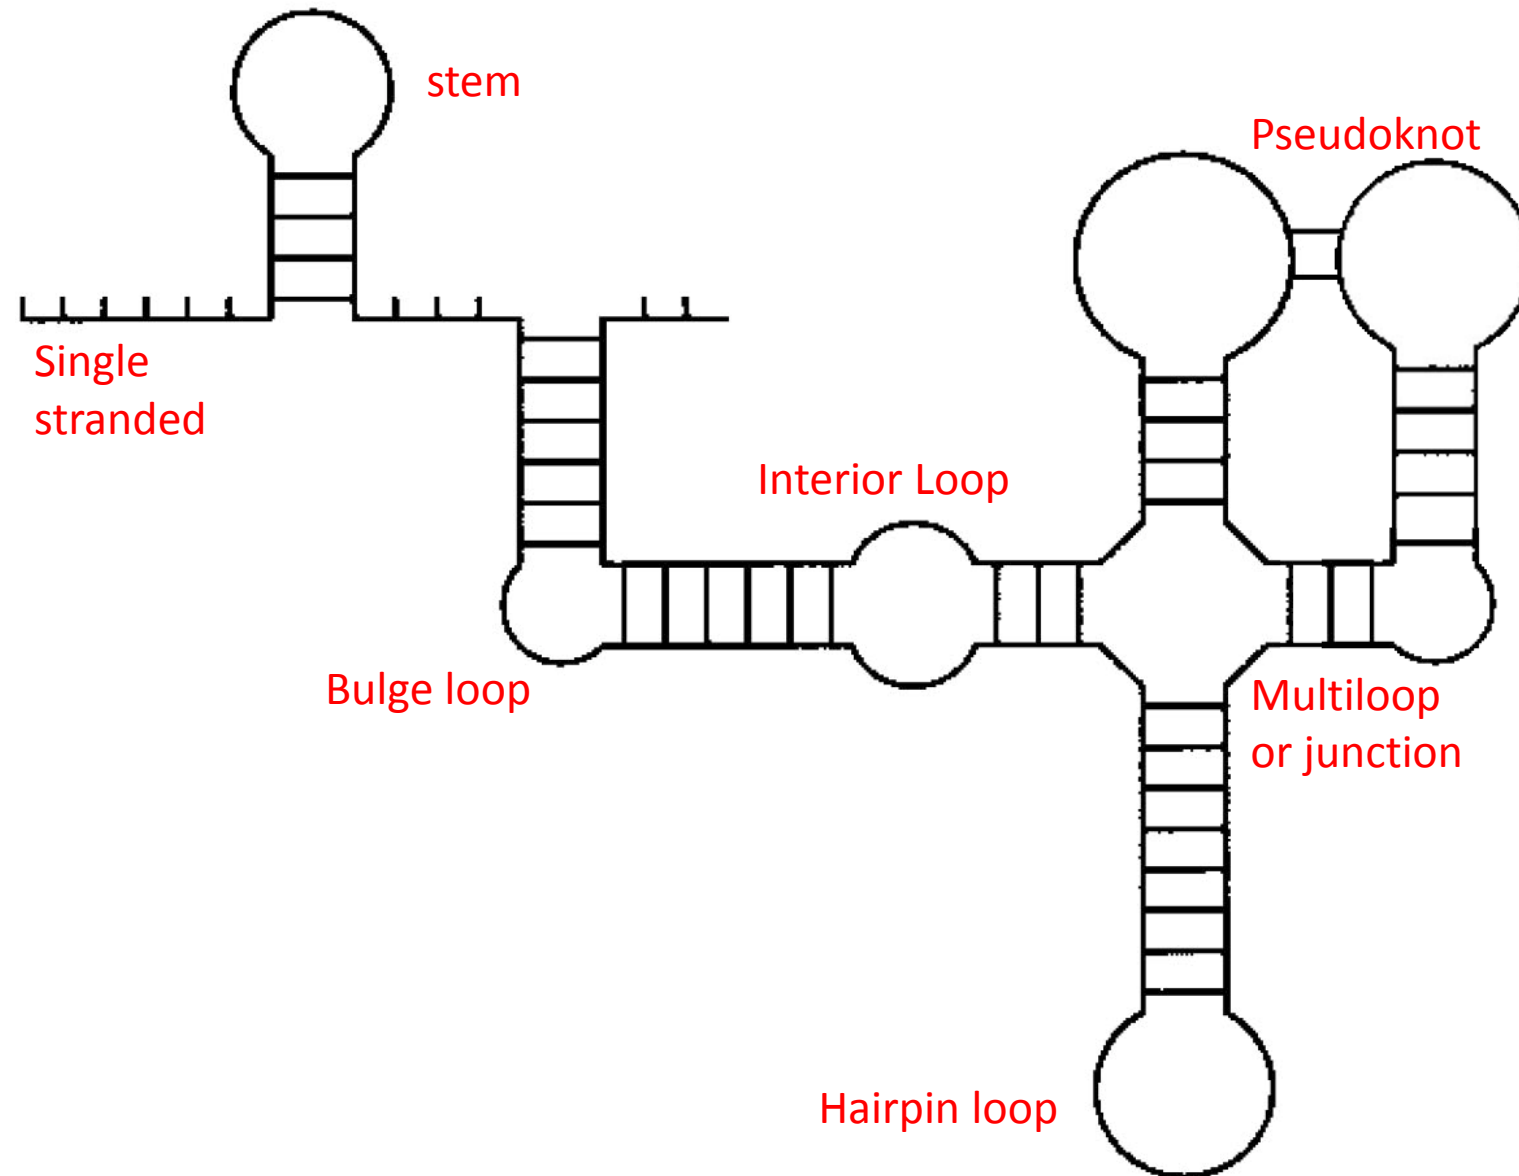 stem
Pseudoknot
Single
stranded
Interior Loop
Bulge loop
Multiloop
or junction
Hairpin loop